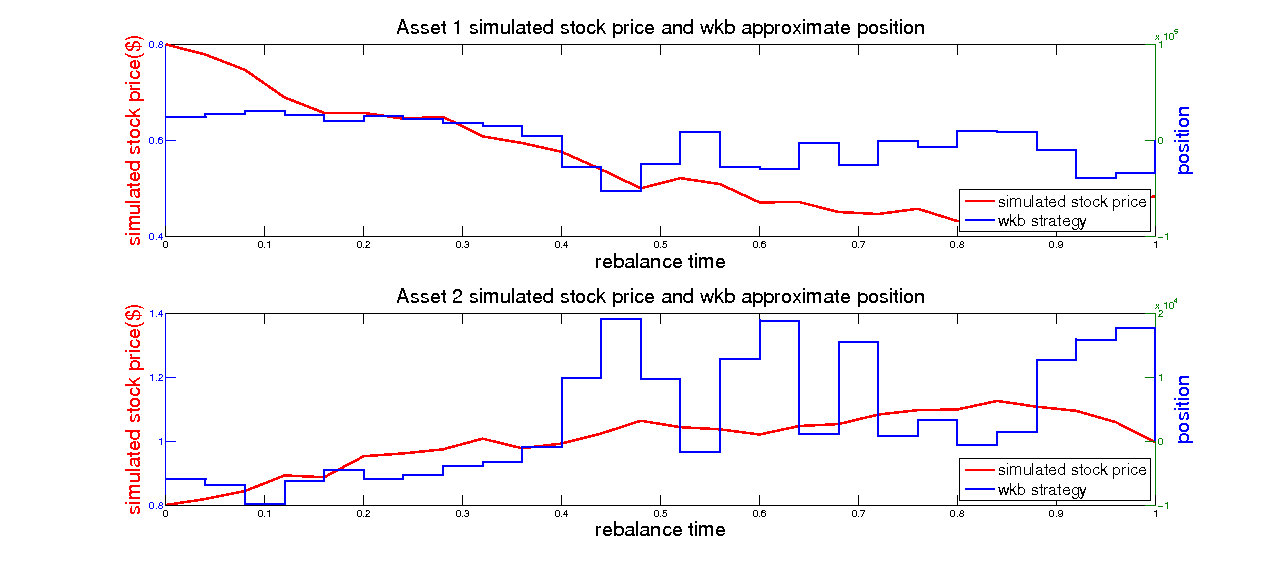 Asset 1 simulated stock price and wkb approximate position
x 10^5
simulated stock price($)
0.8
0.6
0.4
1
0
-1
position
simulated stock price
wkb strategy
0 0.1 0.2 0.3 0.4 0.5 0.6 0.7 0.8 0.9 1
rebalance time
Asset 2 simulated stock price and wkb approximate position
x 10^4
simulated stock price($)
1.4
1.2
1
0.8
2
1
0
-1
position
simulated stock price
wkb strategy
0 0.1 0.2 0.3 0.4 0.5 0.6 0.7 0.8 0.9 1
rebalance time